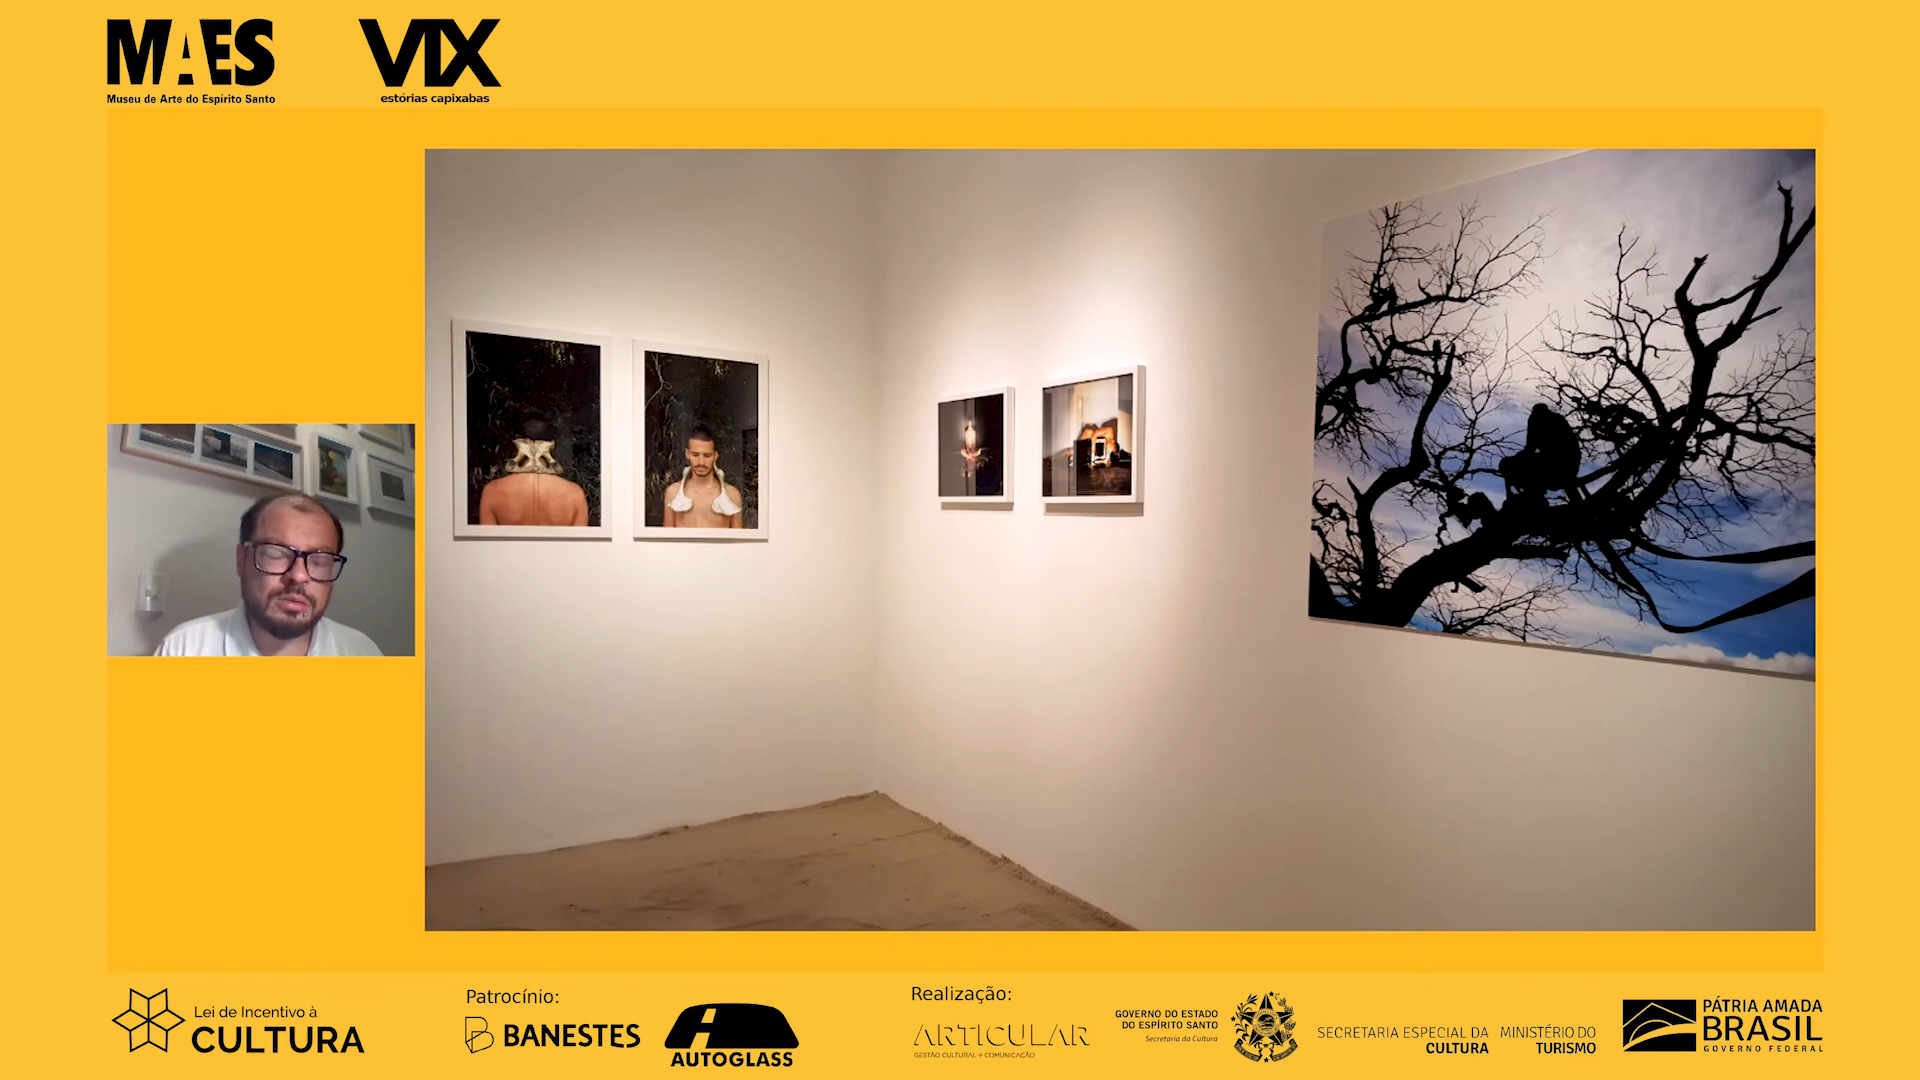 MAES
Museu de Arte do Espírito Santo
VIX
estórias capixabas
Lei de Incentivo à
CULTURA
Patrocínio:
BANESTES
AUTOGLASS
Realização:
ARTICULAR
GESTÃO CULTURAL + COMUNICAÇÃO
GOVERNO DO ESTADO
DO ESPÍRITO SANTO
Secretaria da Cultura
SECRETARIA ESPECIAL DA
CULTURA
MINISTÉRIO DO
TURISMO
PÁTRIA AMADA
BRASIL
GOVERNO FEDERAL